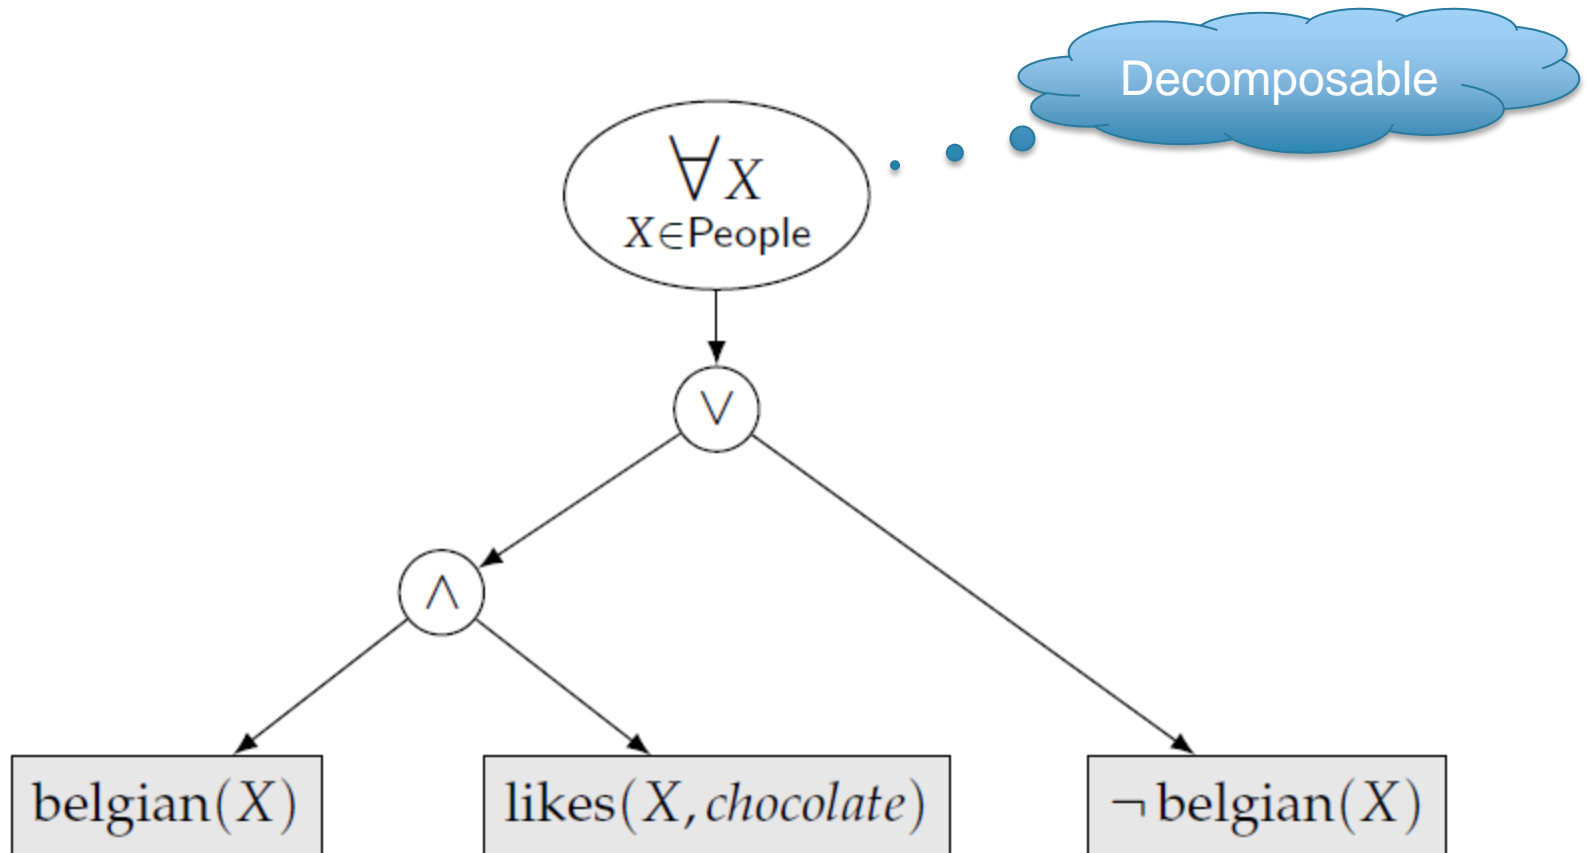 Decomposable
∀X
X∈People
∨
∧
belgian(X)
likes(X, chocolate)
¬ belgian(X)